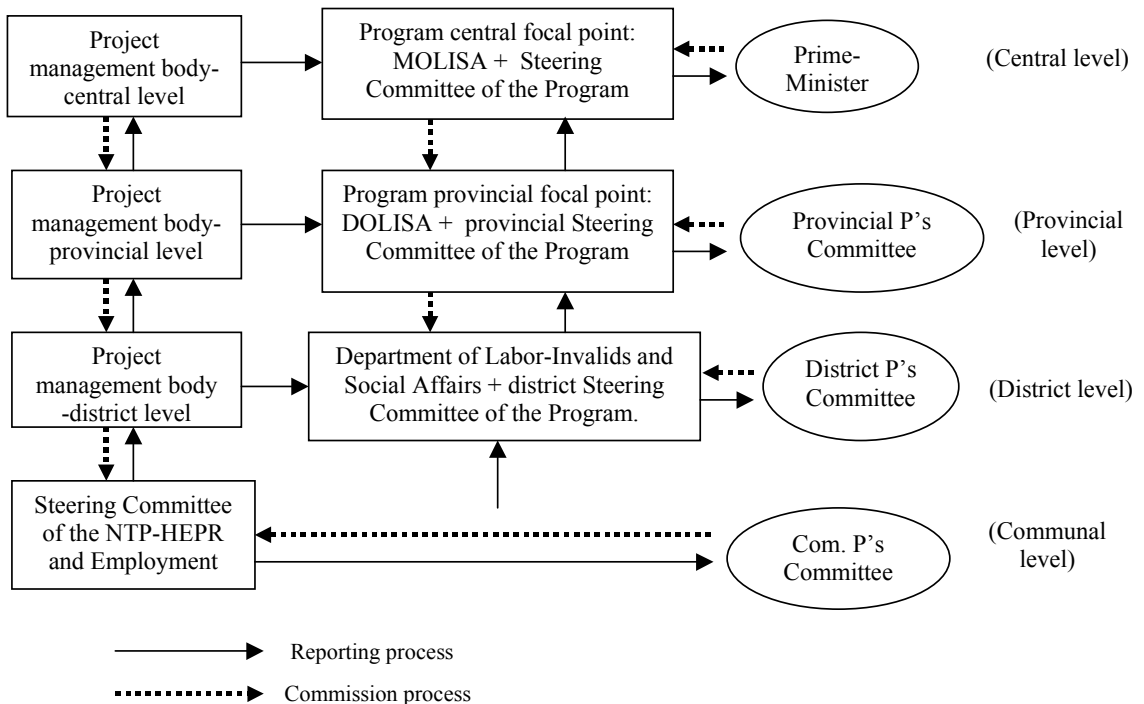 Project
management body-
central level
Program central focal point:
MOLISA + Steering
Committee of the Program
Prime-
Minister
(Central level)
Project
management body-
provincial level
Program provincial focal point:
DOLISA + provincial Steering
Committee of the Program
Provincial P's
Committee
(Provincial
level)
Project
management body
-district level
Department of Labor-Invalids and
Social Affairs + district Steering
Committee of the Program.
District P's
Committee
(District level)
Steering Committee
of the NTP-HEPR
and Employment
Com. P's
Committee
(Communal
level)
Reporting process
Commission process